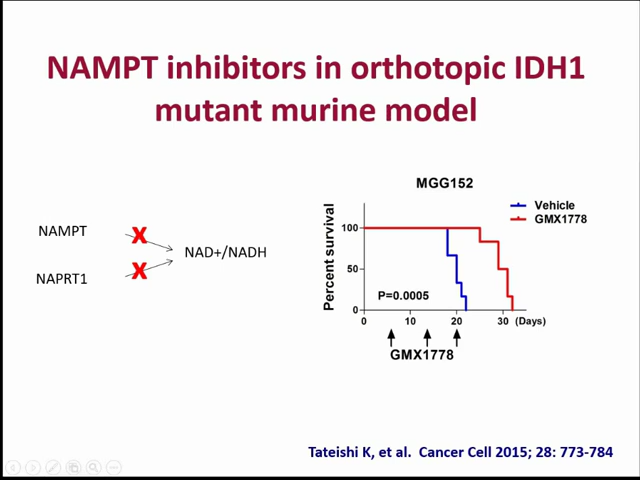 NAMPT inhibitors in orthotopic IDH1
mutant murine model
NAMPT
X
NAD+/NADH
X
NAPRT1
MGG152
Vehicle
GMX1778
Percent survival
100
50
0
P=0.0005
0 10 20 30 (Days)
GMX1778
Tateishi K, et al. Cancer Cell 2015; 28: 773-784